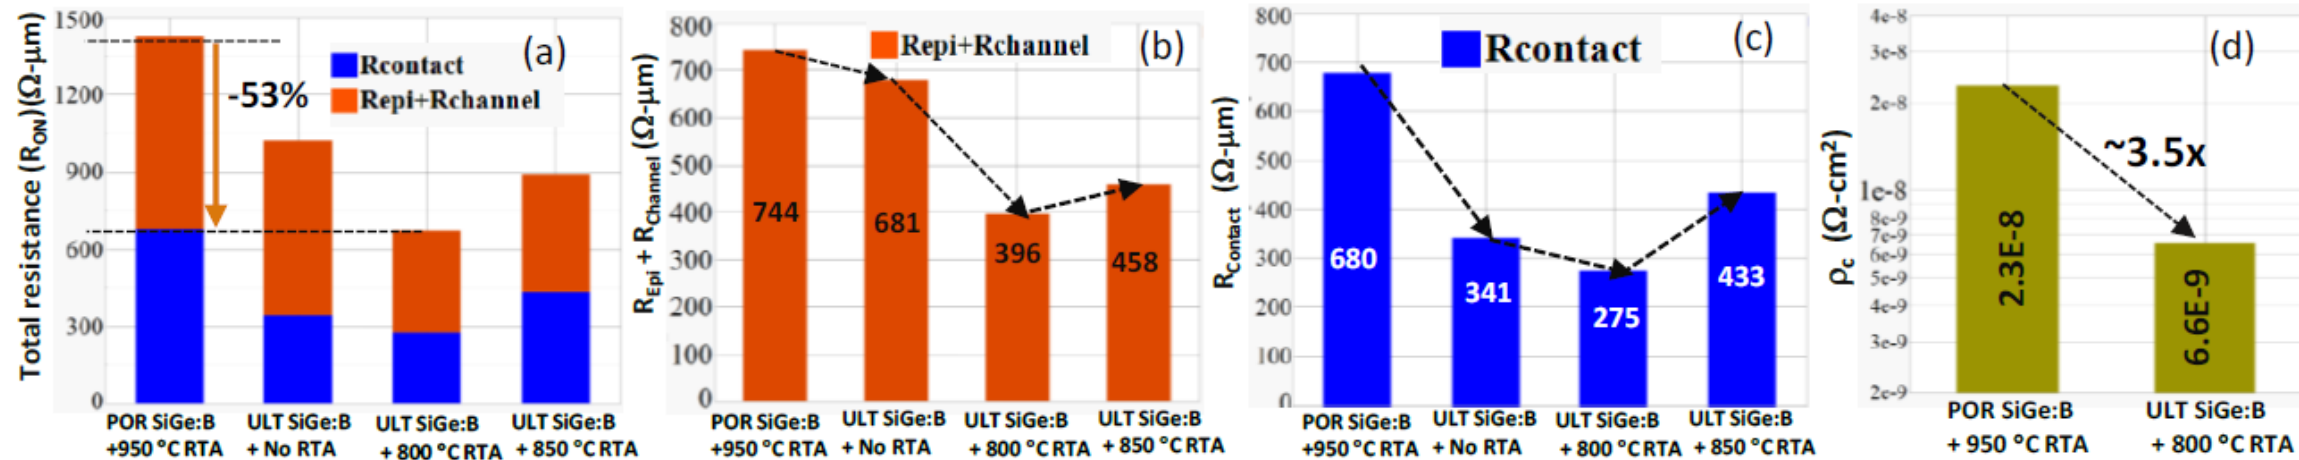 Total resistance (R_ON)(Ω-μm)
1500
1200
900
600
300
0
(a)
-53%
Rcontact
Repi+Rchannel
POR SiGe:B
+950 °C RTA
ULT SiGe:B
+ No RTA
ULT SiGe:B
+ 800 °C RTA
ULT SiGe:B
+ 850 °C RTA
R_Epi + R_Channel (Ω-μm)
800
700
600
500
400
300
200
100
0
Repi+Rchannel
(b)
744
681
396
458
POR SiGe:B
+950 °C RTA
ULT SiGe:B
+ No RTA
ULT SiGe:B
+ 800 °C RTA
ULT SiGe:B
+ 850 °C RTA
R_Contact (Ω-μm)
800
700
600
500
400
300
200
100
0
Rcontact
(c)
680
341
275
433
POR SiGe:B
+950 °C RTA
ULT SiGe:B
+ No RTA
ULT SiGe:B
+ 800 °C RTA
ULT SiGe:B
+ 850 °C RTA
ρc (Ω-cm²)
4e-8
3e-8
2e-8
1e-8
8e-9
7e-9
6e-9
5e-9
4e-9
3e-9
2e-9
(d)
~3.5x
2.3E-8
6.6E-9
POR SiGe:B
+ 950 °C RTA
ULT SiGe:B
+ 800 °C RTA